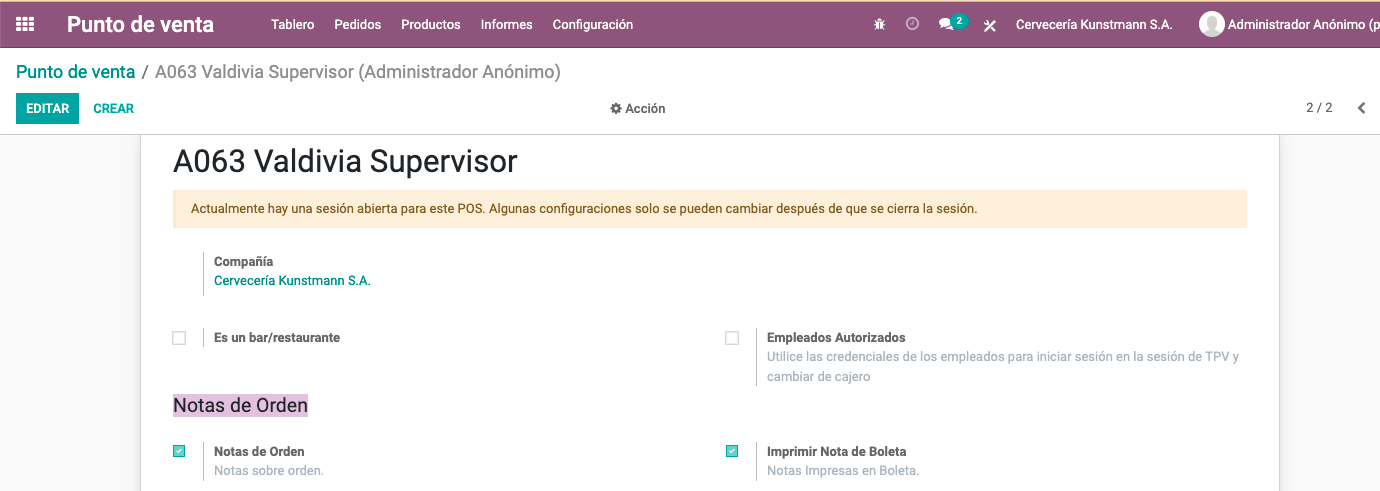 Punto de venta Tablero Pedidos Productos Informes Configuración 2 Cervecería Kunstmann S.A. Administrador Anónimo (p
Punto de venta / A063 Valdivia Supervisor (Administrador Anónimo)
EDITAR CREAR Acción 2 / 2
A063 Valdivia Supervisor
Actualmente hay una sesión abierta para este POS. Algunas configuraciones solo se pueden cambiar después de que se cierra la sesión.
Compañía
Cervecería Kunstmann S.A.
Es un bar/restaurante
Empleados Autorizados
Utilice las credenciales de los empleados para iniciar sesión en la sesión de TPV y
cambiar de cajero
Notas de Orden
Notas de Orden
Notas sobre orden.
Imprimir Nota de Boleta
Notas Impresas en Boleta.